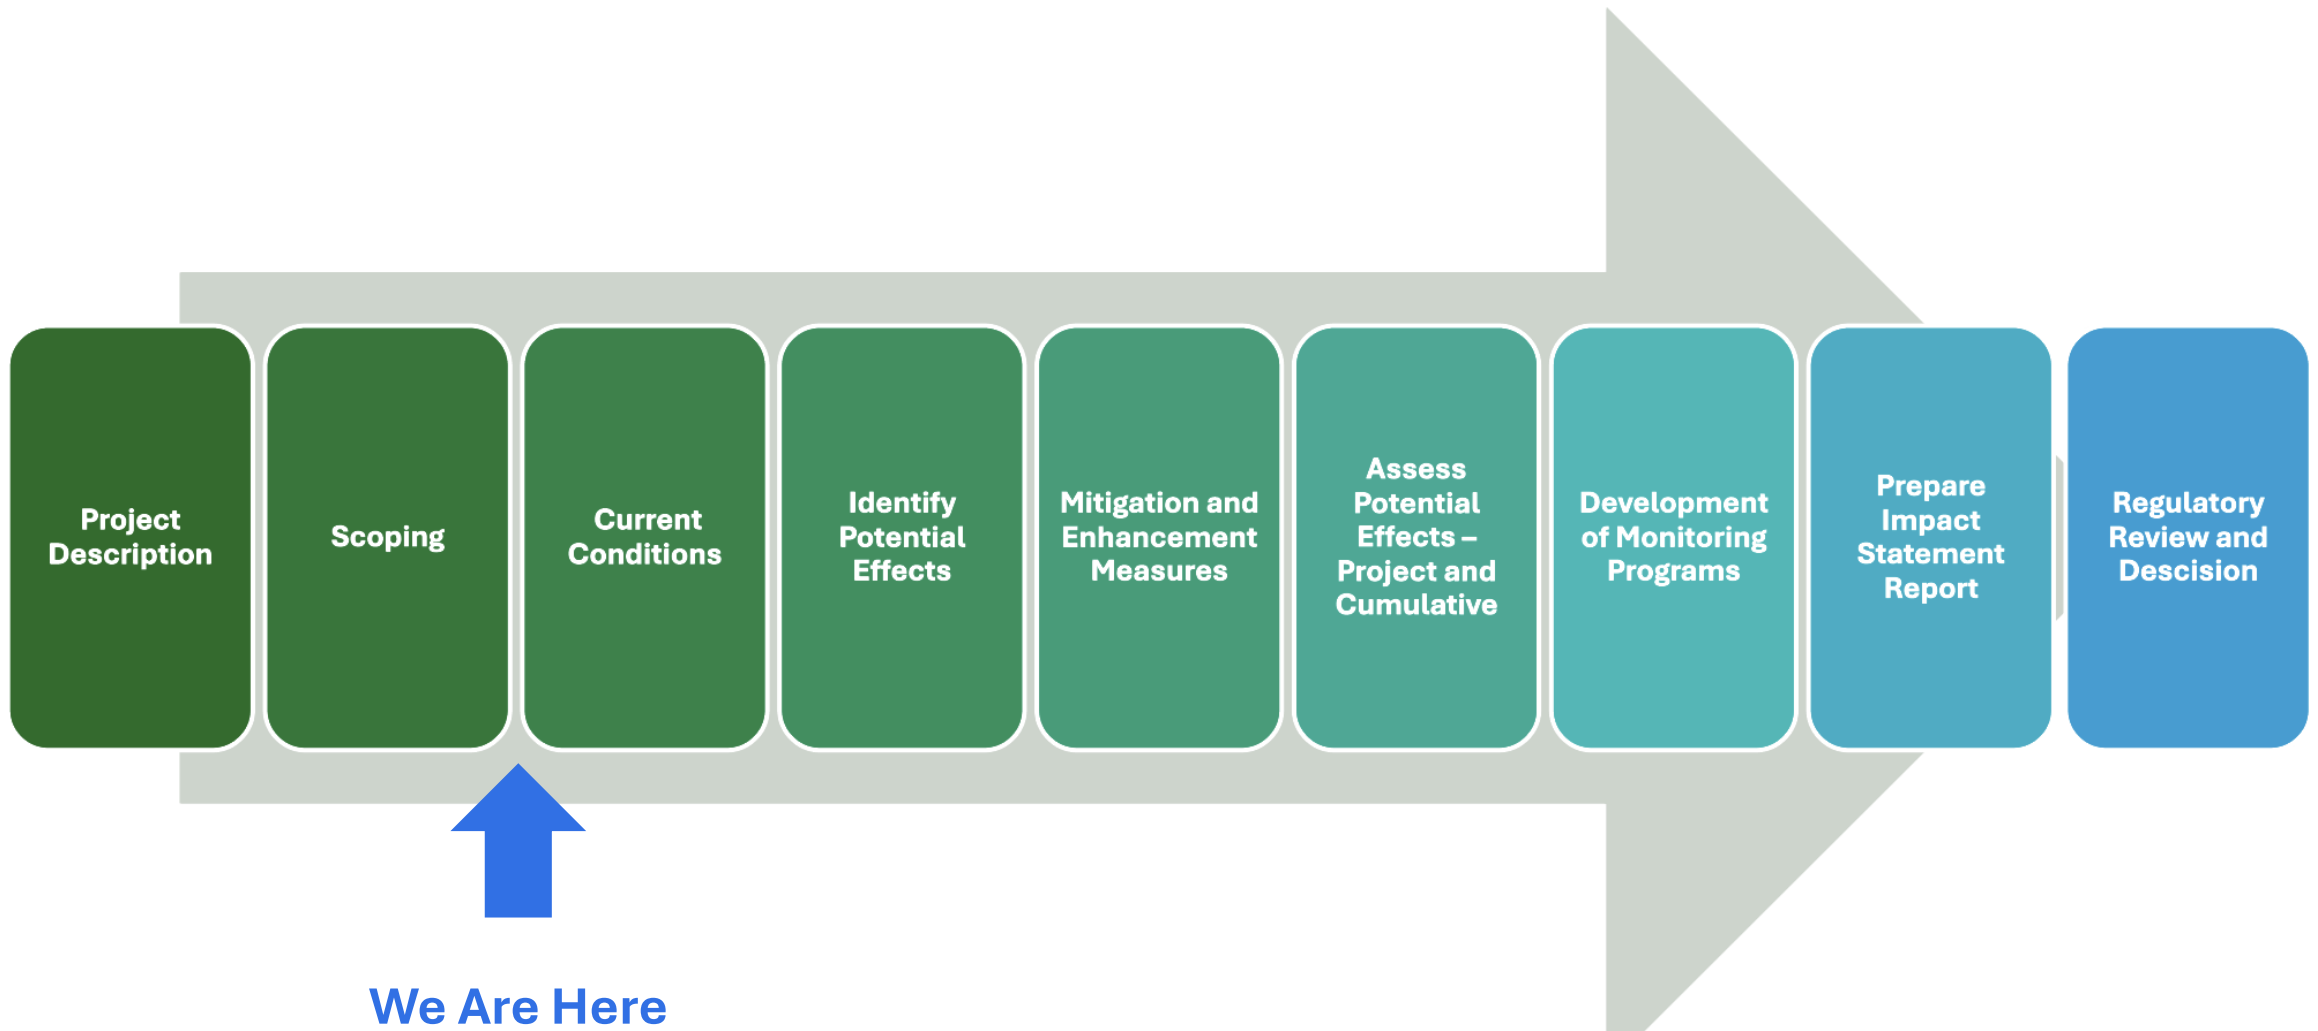 Project
Description
Scoping
Current
Conditions
Identify
Potential
Effects
Mitigation and
Enhancement
Measures
Assess
Potential
Effects –
Project and
Cumulative
Development
of Monitoring
Programs
Prepare
Impact
Statement
Report
Regulatory
Review and
Descision
We Are Here